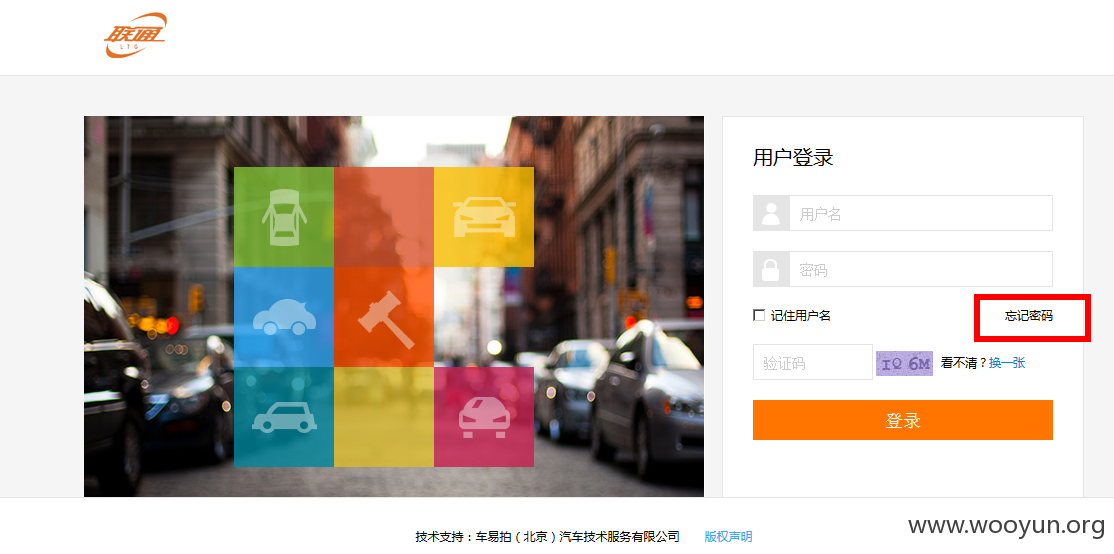 联通
LTG
用户登录
用户名
密码
记住用户名 忘记密码
验证码 IQ 6M 看不清？换一张
登录
技术支持：车易拍（北京）汽车技术服务有限公司 版权声明
www.wooyun.org